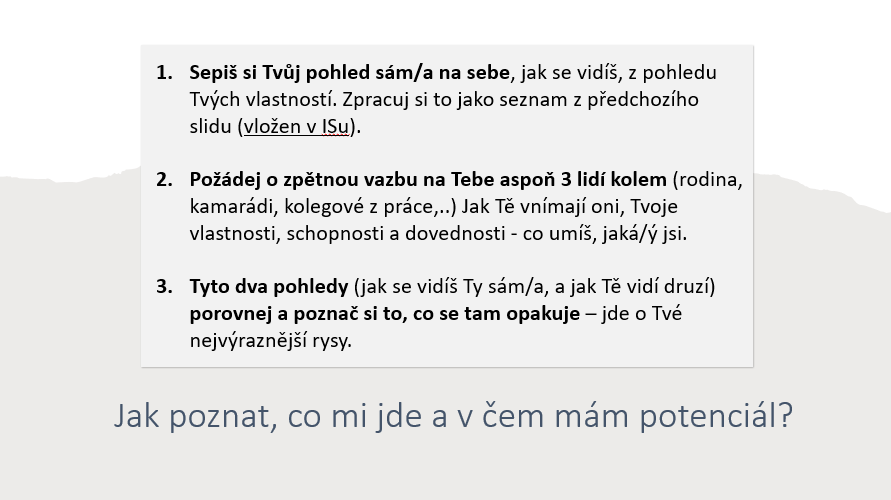 1. Sepiš si Tvůj pohled sám/a na sebe, jak se vidíš, z pohledu
Tvých vlastností. Zpracuj si to jako seznam z předchozího
slidu (vložen v ISu).
2. Požádej o zpětnou vazbu na Tebe aspoň 3 lidí kolem (rodina,
kamarádi, kolegové z práce,..) Jak Tě vnímají oni, Tvoje
vlastnosti, schopnosti a dovednosti - co umíš, jaká/ý jsi.
3. Tyto dva pohledy (jak se vidíš Ty sám/a, a jak Tě vidí druzí)
porovnej a poznač si to, co se tam opakuje – jde o Tvé
nejvýraznější rysy.
Jak poznat, co mi jde a v čem mám potenciál?